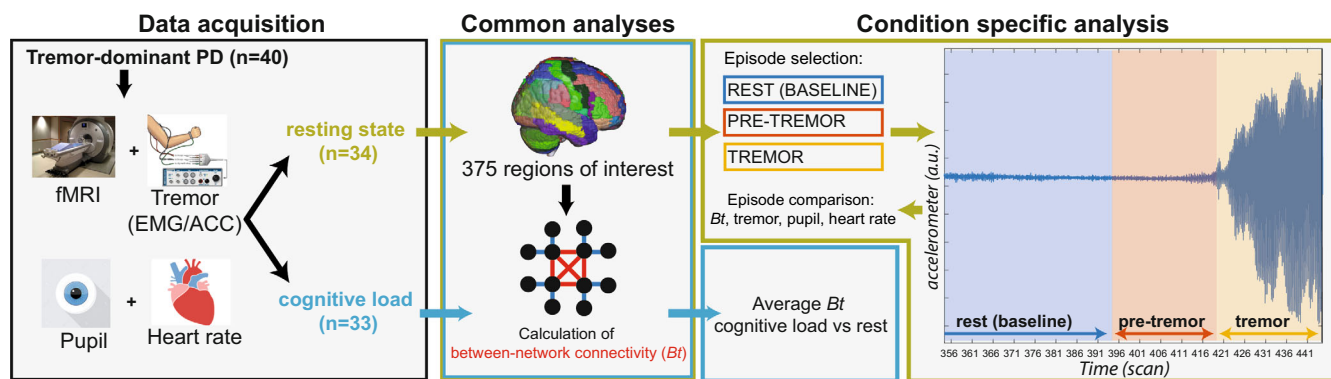 Data acquisition
Tremor-dominant PD (n=40)
+
fMRI
Tremor
(EMG/ACC)
+
Pupil
Heart rate
resting state
(n=34)
cognitive load
(n=33)
Common analyses
375 regions of interest
Calculation of
between-network connectivity (Bt)
Condition specific analysis
Episode selection:
REST (BASELINE)
PRE-TREMOR
TREMOR
Episode comparison:
Bt, tremor, pupil, heart rate
Average Bt
cognitive load vs rest
accelerometer (a.u.)
rest (baseline)
pre-tremor
tremor
356 361 366 371 376 381 386 391 396 401 406 411 416 421 426 431 436 441
Time (scan)